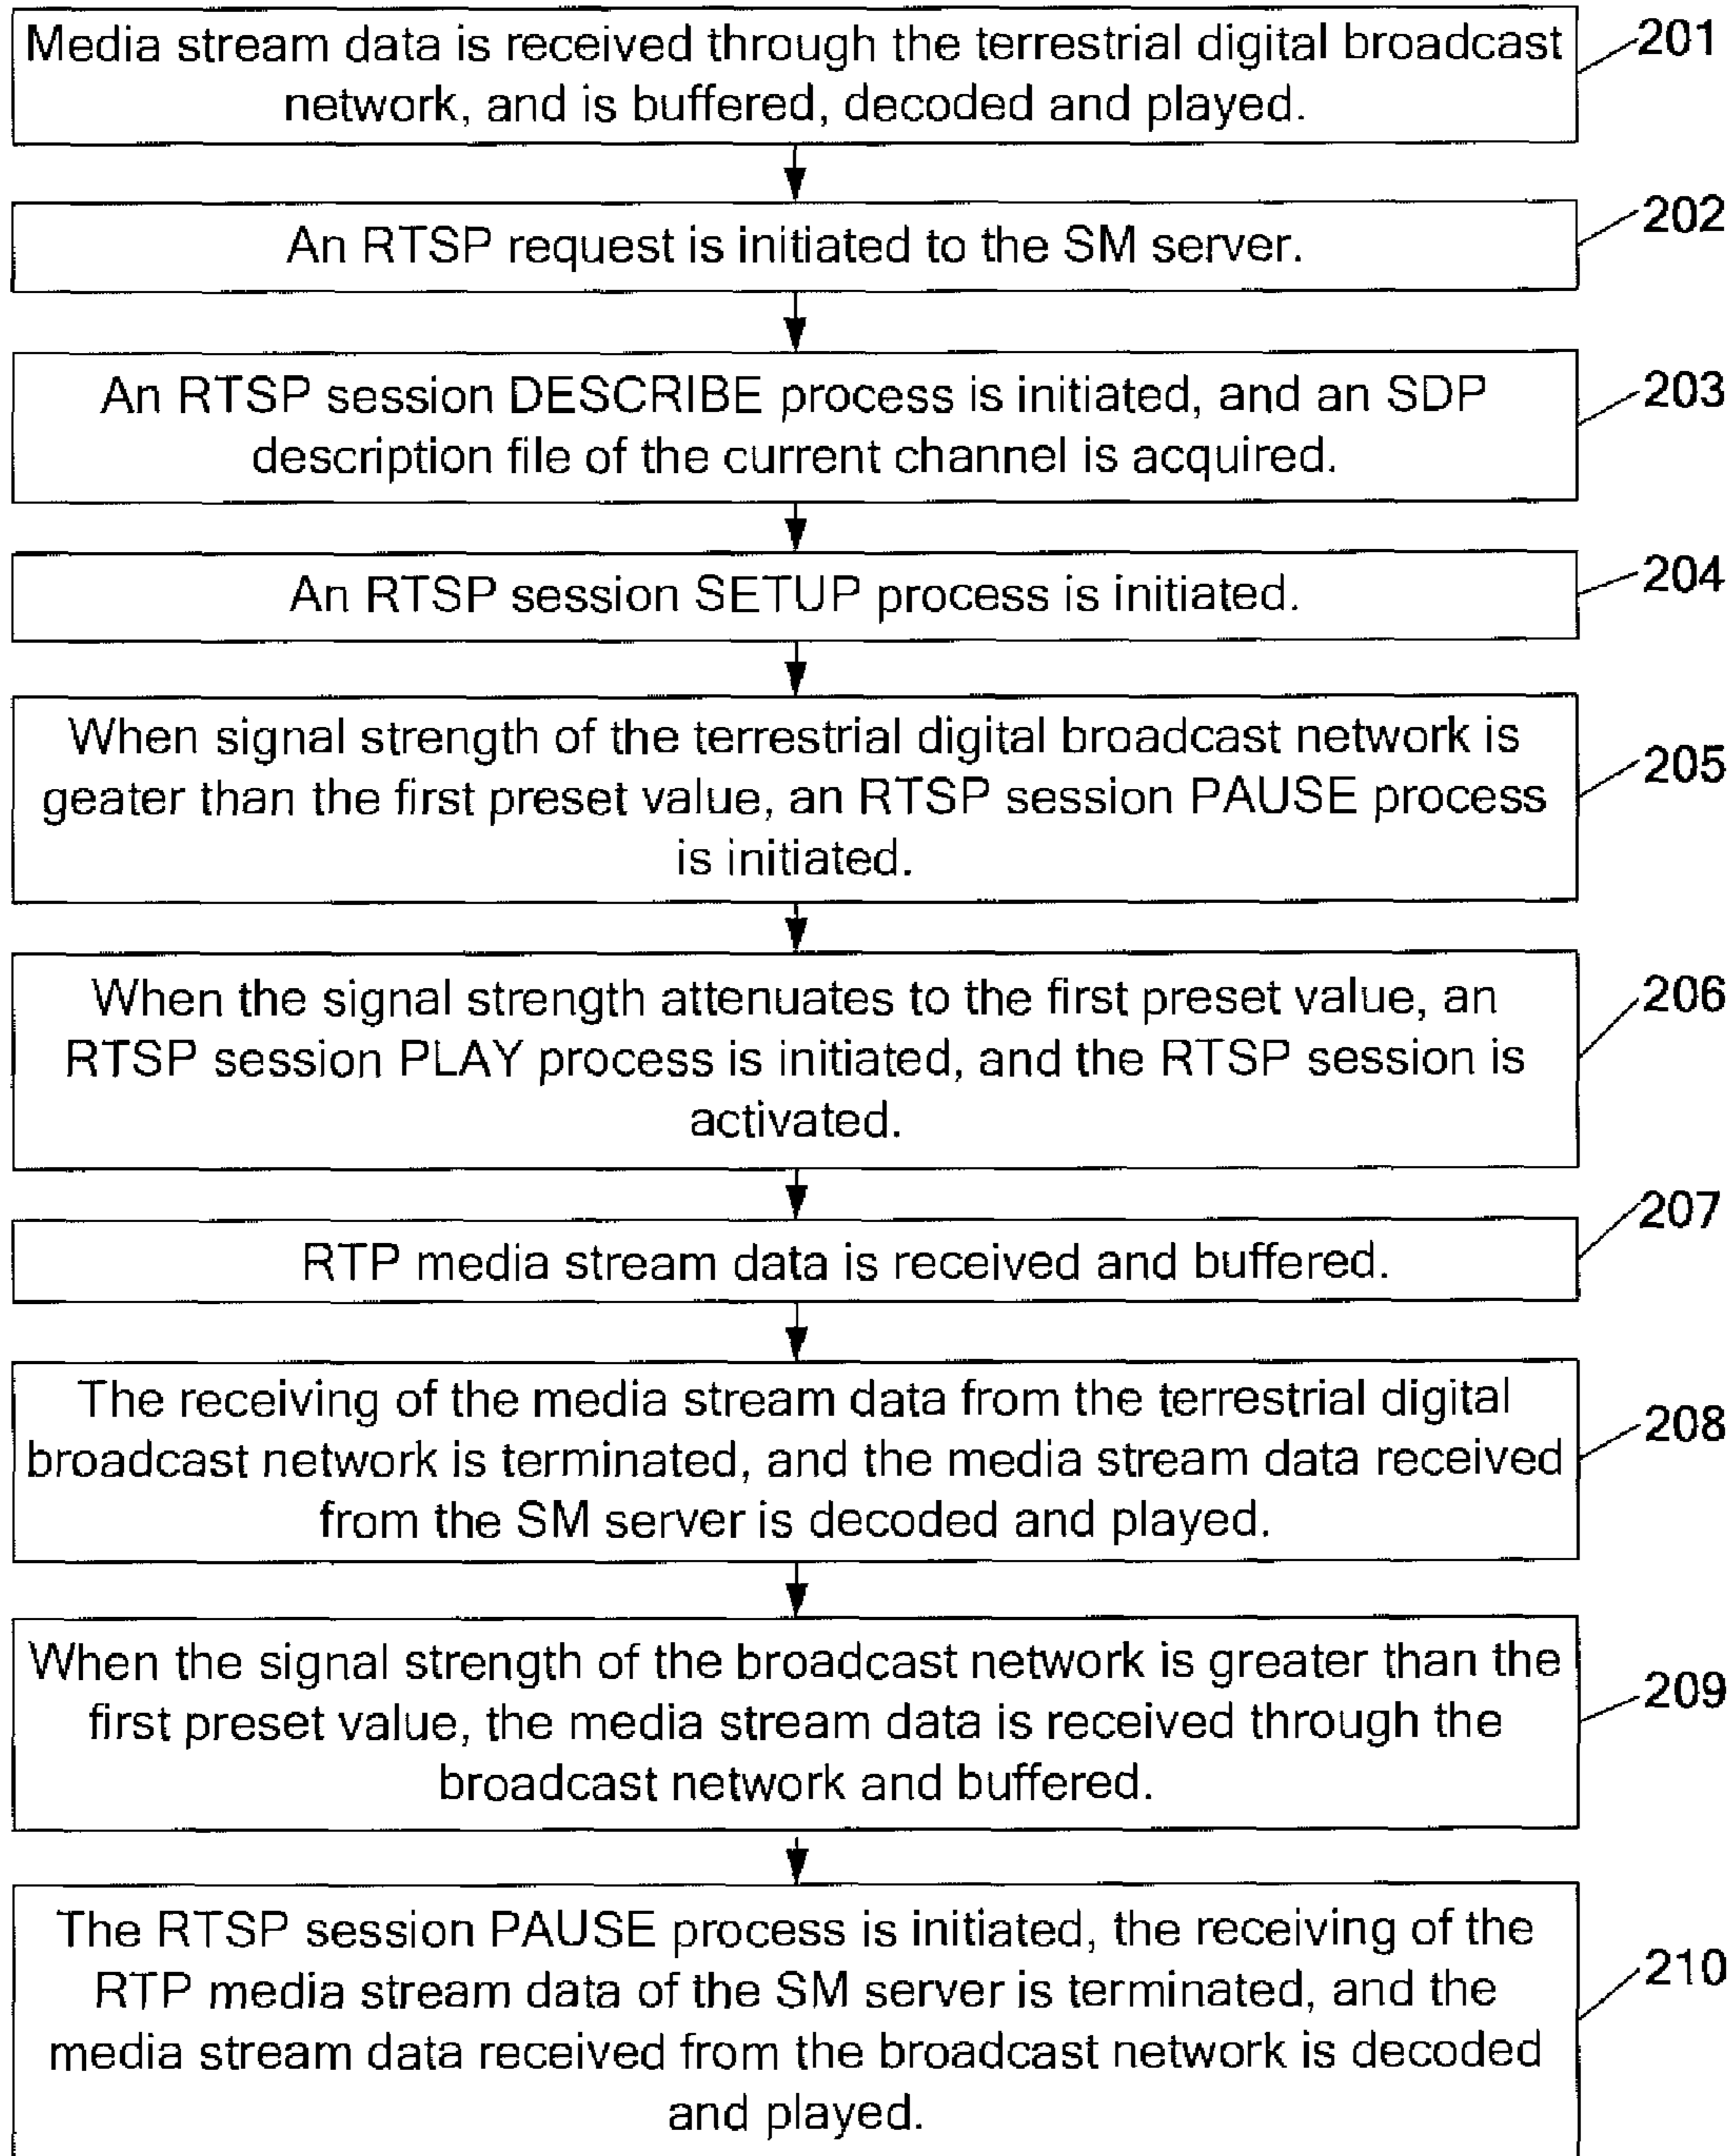 Media stream data is received through the terrestrial digital broadcast
network, and is buffered, decoded and played.
201
An RTSP request is initiated to the SM server.
202
An RTSP session DESCRIBE process is initiated, and an SDP
description file of the current channel is acquired.
203
An RTSP session SETUP process is initiated.
204
When signal strength of the terrestrial digital broadcast network is
geater than the first preset value, an RTSP session PAUSE process
is initiated.
205
When the signal strength attenuates to the first preset value, an
RTSP session PLAY process is initiated, and the RTSP session is
activated.
206
RTP media stream data is received and buffered.
207
The receiving of the media stream data from the terrestrial digital
broadcast network is terminated, and the media stream data received
from the SM server is decoded and played.
208
When the signal strength of the broadcast network is greater than the
first preset value, the media stream data is received through the
broadcast network and buffered.
209
The RTSP session PAUSE process is initiated, the receiving of the
RTP media stream data of the SM server is terminated, and the
media stream data received from the broadcast network is decoded
and played.
210